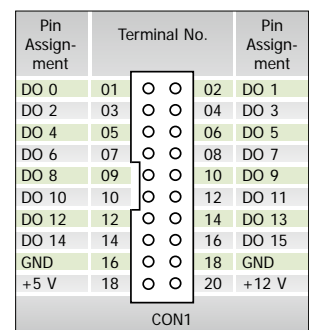 Pin Assign-ment Terminal No. Pin Assign-ment
DO 0 01 02 DO 1
DO 2 03 04 DO 3
DO 4 05 06 DO 5
DO 6 07 08 DO 7
DO 8 09 10 DO 9
DO 10 10 12 DO 11
DO 12 12 14 DO 13
DO 14 14 16 DO 15
GND 16 18 GND
+5 V 18 20 +12 V
CON1